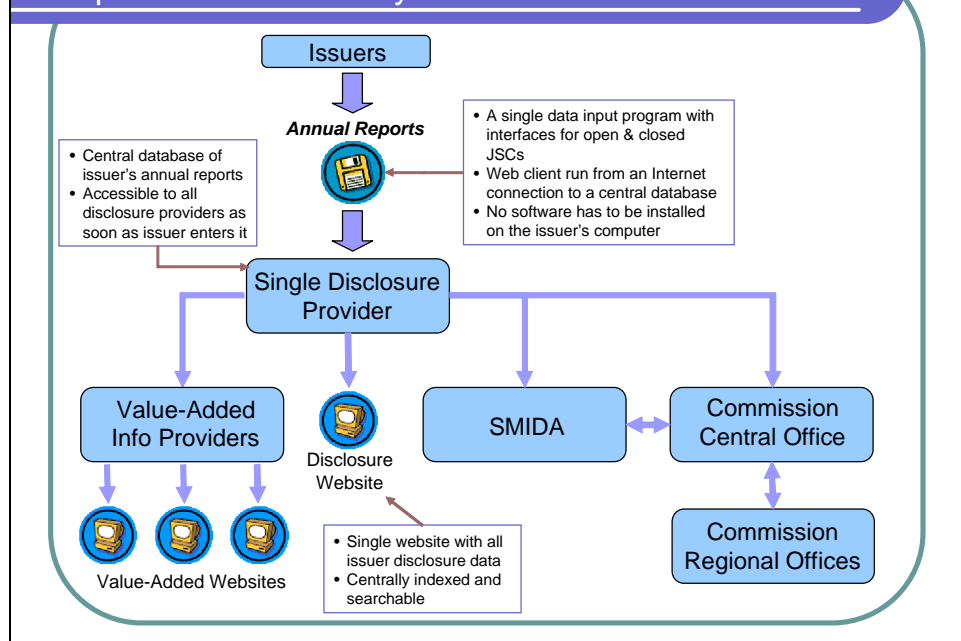 Issuers
Annual Reports
• A single data input program with
interfaces for open & closed
JSCs
• Web client run from an Internet
connection to a central database
• No software has to be installed
on the issuer's computer
• Central database of
issuer's annual reports
• Accessible to all
disclosure providers as
soon as issuer enters it
Single Disclosure
Provider
Value-Added
Info Providers
Disclosure
Website
SMIDA
Commission
Central Office
Value-Added Websites
• Single website with all
issuer disclosure data
• Centrally indexed and
searchable
Commission
Regional Offices